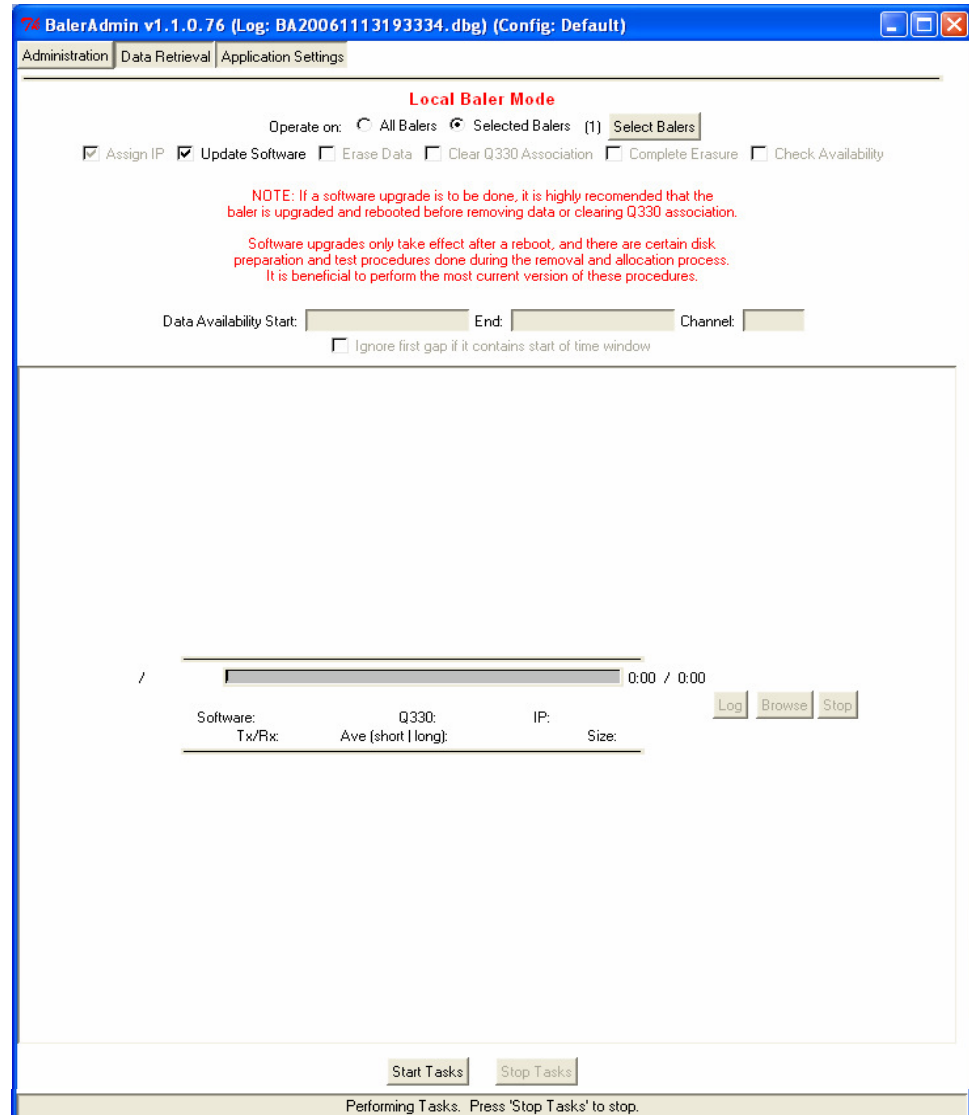 7k BalerAdmin v1.1.0.76 (Log: BA20061113193334.dbg) (Config: Default)
Administration Data Retrieval Application Settings
Local Baler Mode
Operate on: All Balers Selected Balers (1) Select Balers
Assign IP Update Software Erase Data Clear Q330 Association Complete Erasure Check Availability
NOTE: If a software upgrade is to be done, it is highly recomended that the
baler is upgraded and rebooted before removing data or clearing Q330 association.
Software upgrades only take effect after a reboot, and there are certain disk
preparation and test procedures done during the removal and allocation process.
It is beneficial to perform the most current version of these procedures.
Data Availability Start: End: Channel:
Ignore first gap if it contains start of time window
/ 0:00 / 0:00
Log Browse Stop
Software: Q330: IP:
Tx/Rx: Ave (short | long): Size:
Start Tasks Stop Tasks
Performing Tasks. Press 'Stop Tasks' to stop.